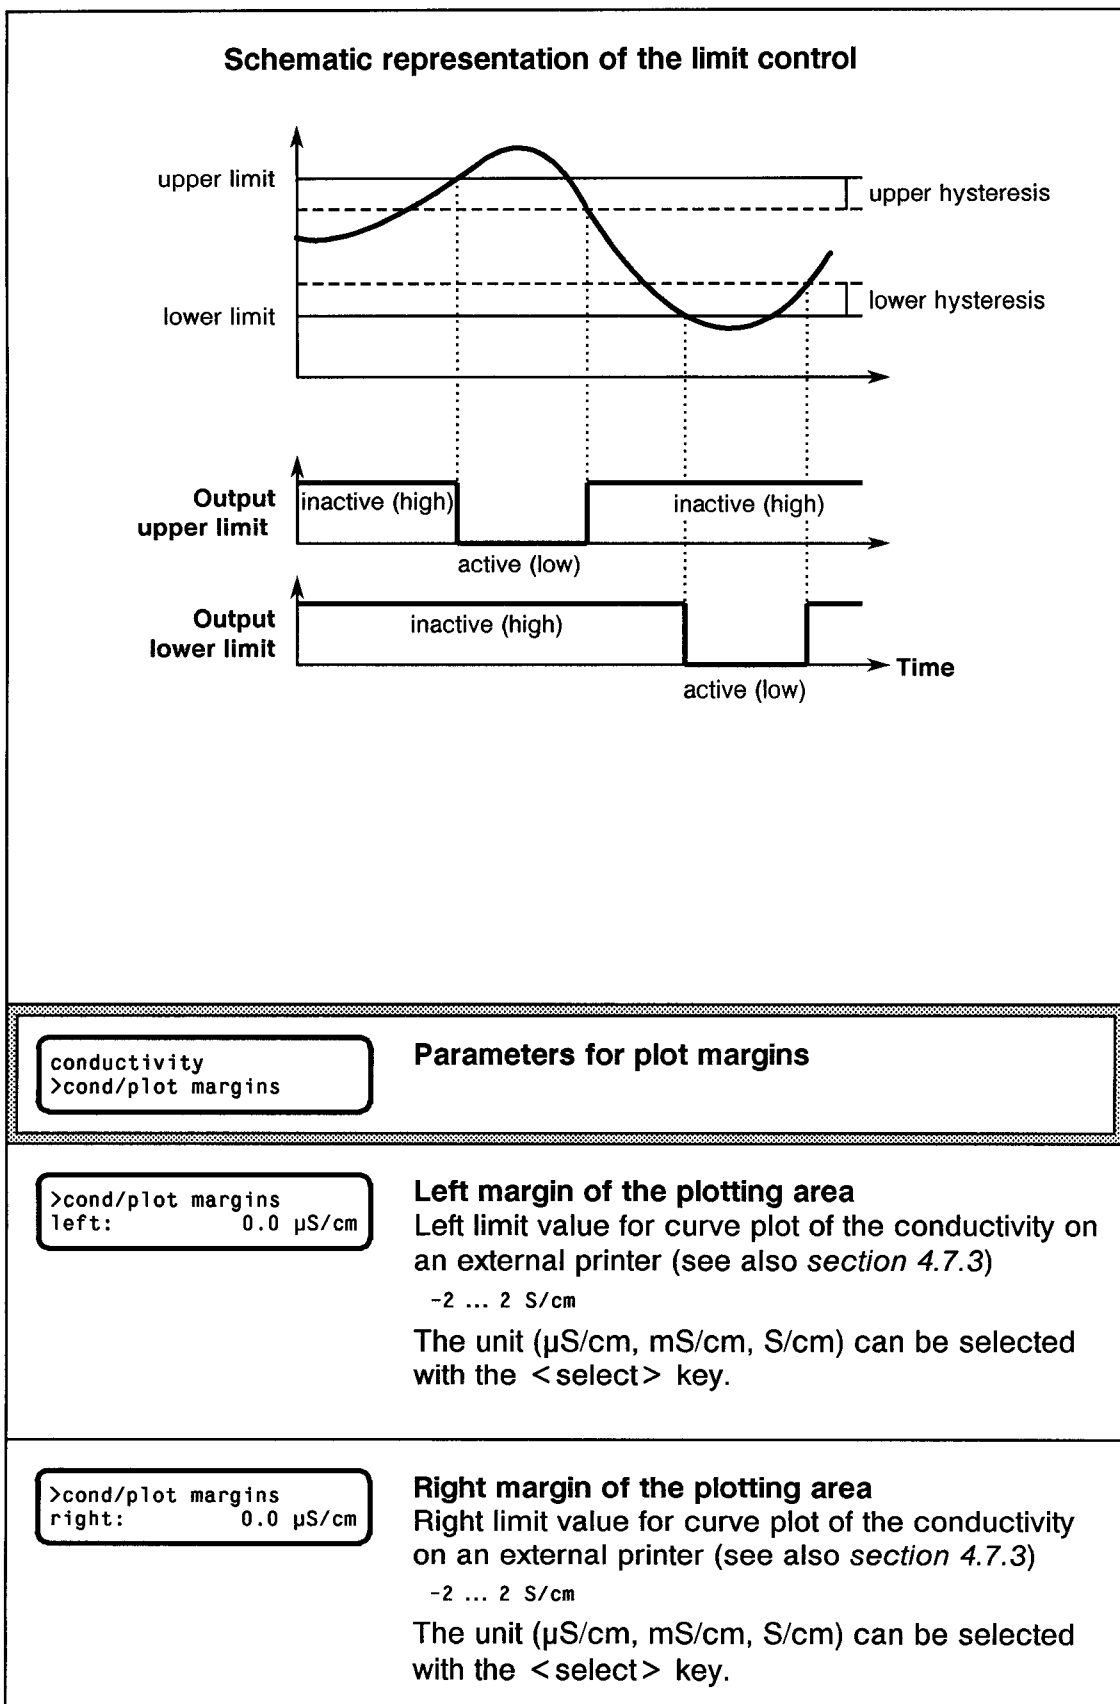 Schematic representation of the limit control
upper limit
upper hysteresis
lower limit
lower hysteresis
Output
upper limit
inactive (high)
inactive (high)
active (low)
Output
lower limit
inactive (high)
Time
active (low)
conductivity
>cond/plot margins
Parameters for plot margins
>cond/plot margins
left: 0.0 µS/cm
Left margin of the plotting area
Left limit value for curve plot of the conductivity on
an external printer (see also section 4.7.3)
-2 ... 2 S/cm
The unit (µS/cm, mS/cm, S/cm) can be selected
with the <select> key.
>cond/plot margins
right: 0.0 µS/cm
Right margin of the plotting area
Right limit value for curve plot of the conductivity
on an external printer (see also section 4.7.3)
-2 ... 2 S/cm
The unit (µS/cm, mS/cm, S/cm) can be selected
with the <select> key.